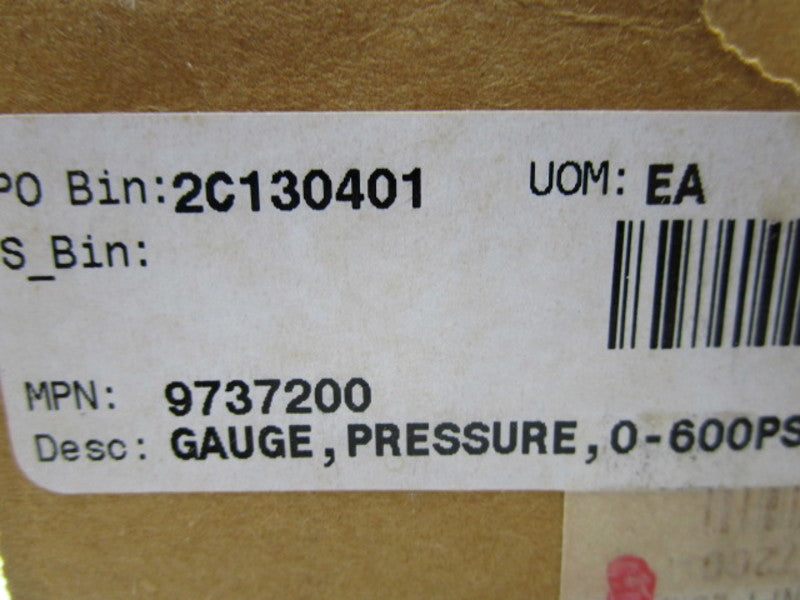 PO Bin: 2C130401 UOM: EA
S_Bin:
MPN: 9737200
Desc: GAUGE,PRESSURE,0-600PS